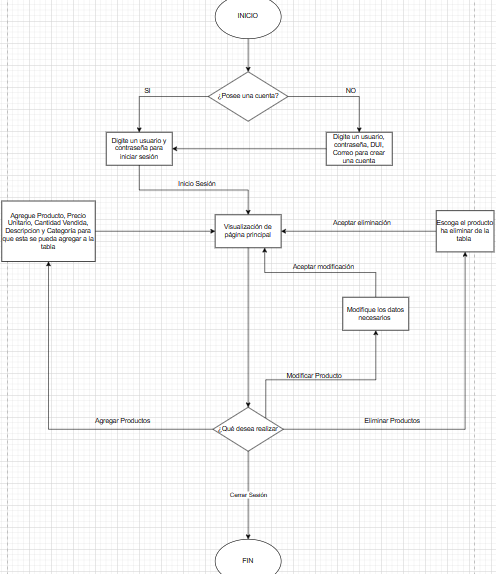 INICIO
¿Posee una cuenta?
SI
NO
Digite un usuario y
contraseña para
iniciar sesión
Digite un usuario,
contraseña, DUI,
Correo para crear
una cuenta
Inicio Sesión
Agregue Producto, Precio
Unitario, Cantidad Vendida,
Descripcion y Categoría para
que esta se pueda agregar a la
tabla
Visualización de
página principal
Aceptar eliminación
Escoga el producto
ha eliminar de la
tabla
Aceptar modificación
Modifique los datos
necesarios
Modificar Producto
Agregar Productos
¿Qué desea realizar
Eliminar Productos
Cerrar Sesión
FIN